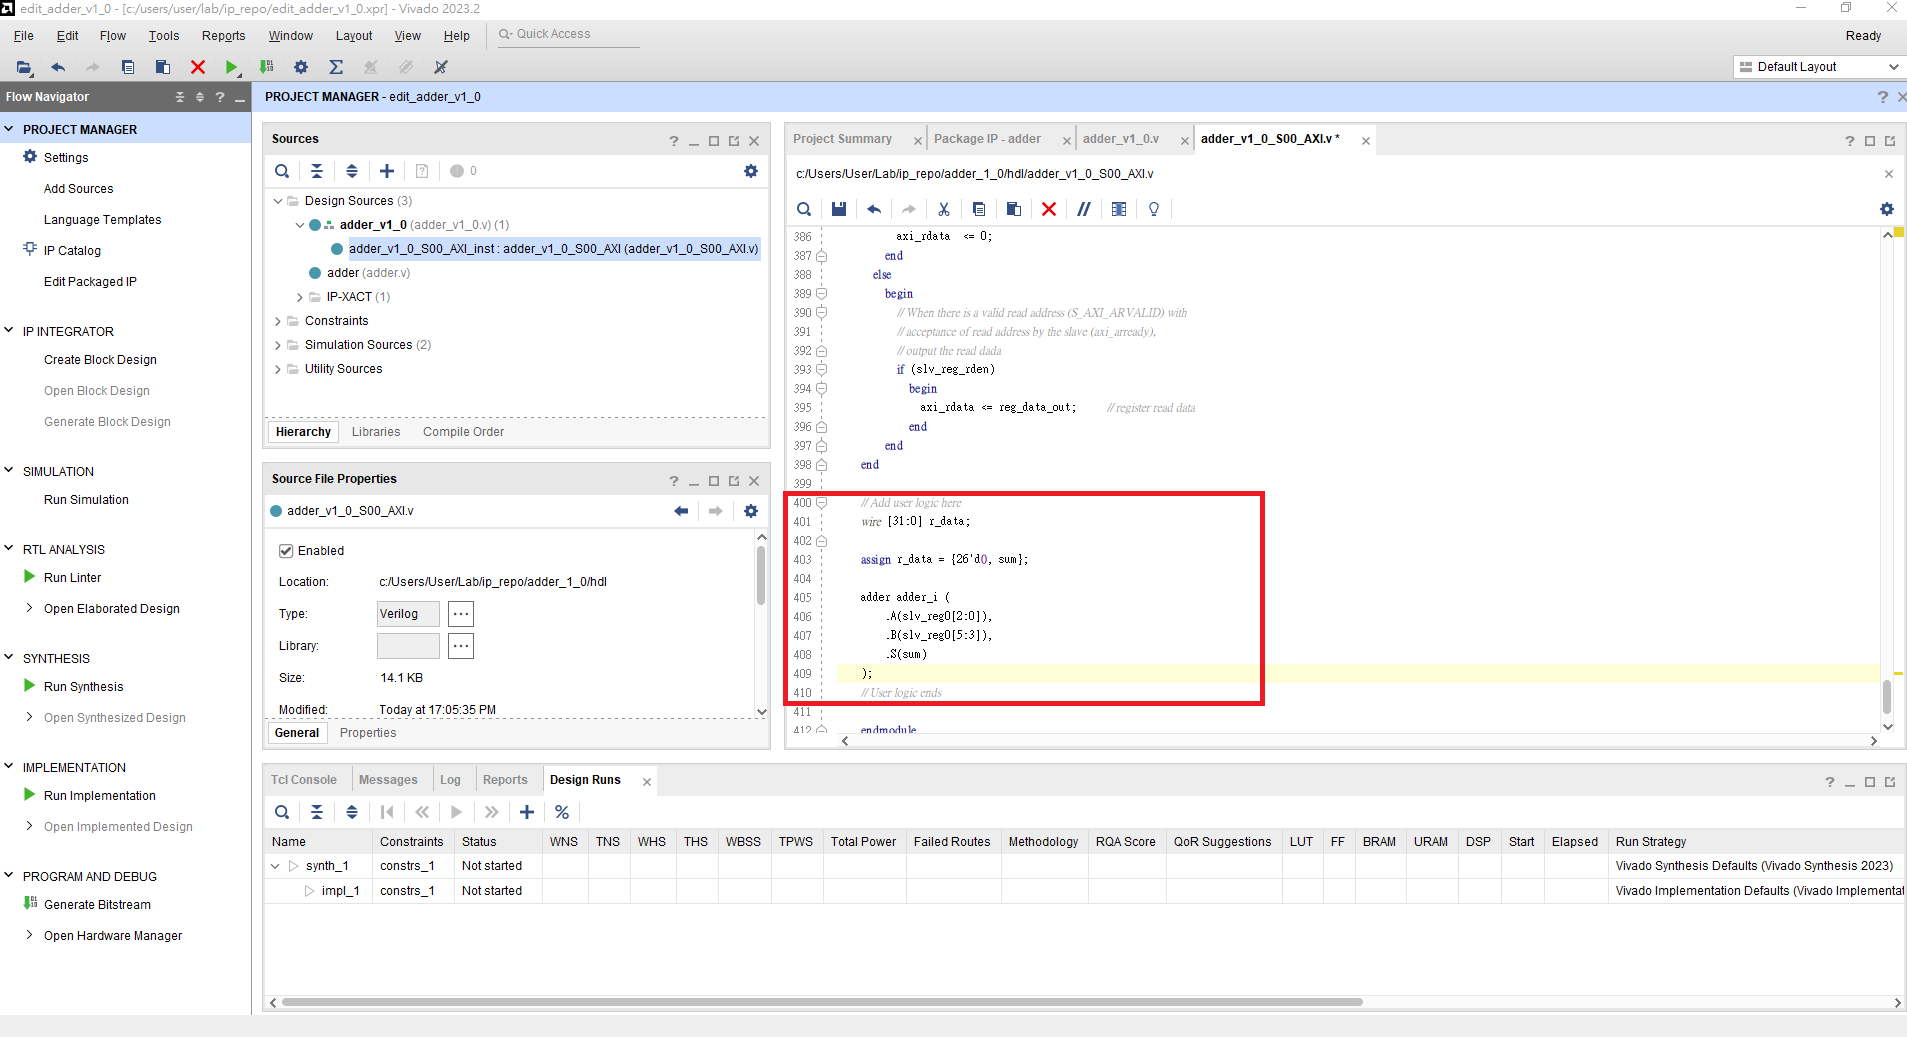 edit_adder_v1_0 - [c:/users/user/lab/ip_repo/edit_adder_v1_0.xpr] - Vivado 2023.2
File Edit Flow Tools Reports Window Layout View Help Quick Access
Ready
Default Layout
Flow Navigator
PROJECT MANAGER
Settings
Add Sources
Language Templates
IP Catalog
Edit Packaged IP
IP INTEGRATOR
Create Block Design
Open Block Design
Generate Block Design
SIMULATION
Run Simulation
RTL ANALYSIS
Run Linter
Open Elaborated Design
SYNTHESIS
Run Synthesis
Open Synthesized Design
IMPLEMENTATION
Run Implementation
Open Implemented Design
PROGRAM AND DEBUG
Generate Bitstream
Open Hardware Manager
PROJECT MANAGER - edit_adder_v1_0
Sources
0
Design Sources (3)
adder_v1_0 (adder_v1_0.v) (1)
adder_v1_0_S00_AXI_inst : adder_v1_0_S00_AXI (adder_v1_0_S00_AXI.v)
adder (adder.v)
IP-XACT (1)
Constraints
Simulation Sources (2)
Utility Sources
Hierarchy Libraries Compile Order
Source File Properties
adder_v1_0_S00_AXI.v
Enabled
Location: c:/Users/User/Lab/ip_repo/adder_1_0/hdl
Type: Verilog
Library:
Size: 14.1 KB
Modified: Today at 17:05:35 PM
General Properties
Project Summary Package IP - adder adder_v1_0.v adder_v1_0_S00_AXI.v *
c:/Users/User/Lab/ip_repo/adder_1_0/hdl/adder_v1_0_S00_AXI.v
386 axi_rdata <= 0;
387 end
388 else
389 begin
390 // When there is a valid read address (S_AXI_ARVALID) with
391 // acceptance of read address by the slave (axi_arready),
392 // output the read dada
393 if (slv_reg_rden)
394 begin
395 axi_rdata <= reg_data_out; // register read data
396 end
397 end
398 end
399
400 // Add user logic here
401 wire [31:0] r_data;
402
403 assign r_data = {26'd0, sum};
404
405 adder adder_i (
406 .A(slv_reg0[2:0]),
407 .B(slv_reg0[5:3]),
408 .S(sum)
409 );
410 // User logic ends
411
412 endmodule
Tcl Console Messages Log Reports Design Runs
Name Constraints Status WNS TNS WHS THS WBSS TPWS Total Power Failed Routes Methodology RQA Score QoR Suggestions LUT FF BRAM URAM DSP Start Elapsed Run Strategy
synth_1 constrs_1 Not started Vivado Synthesis Defaults (Vivado Synthesis 2023)
impl_1 constrs_1 Not started Vivado Implementation Defaults (Vivado Implementat